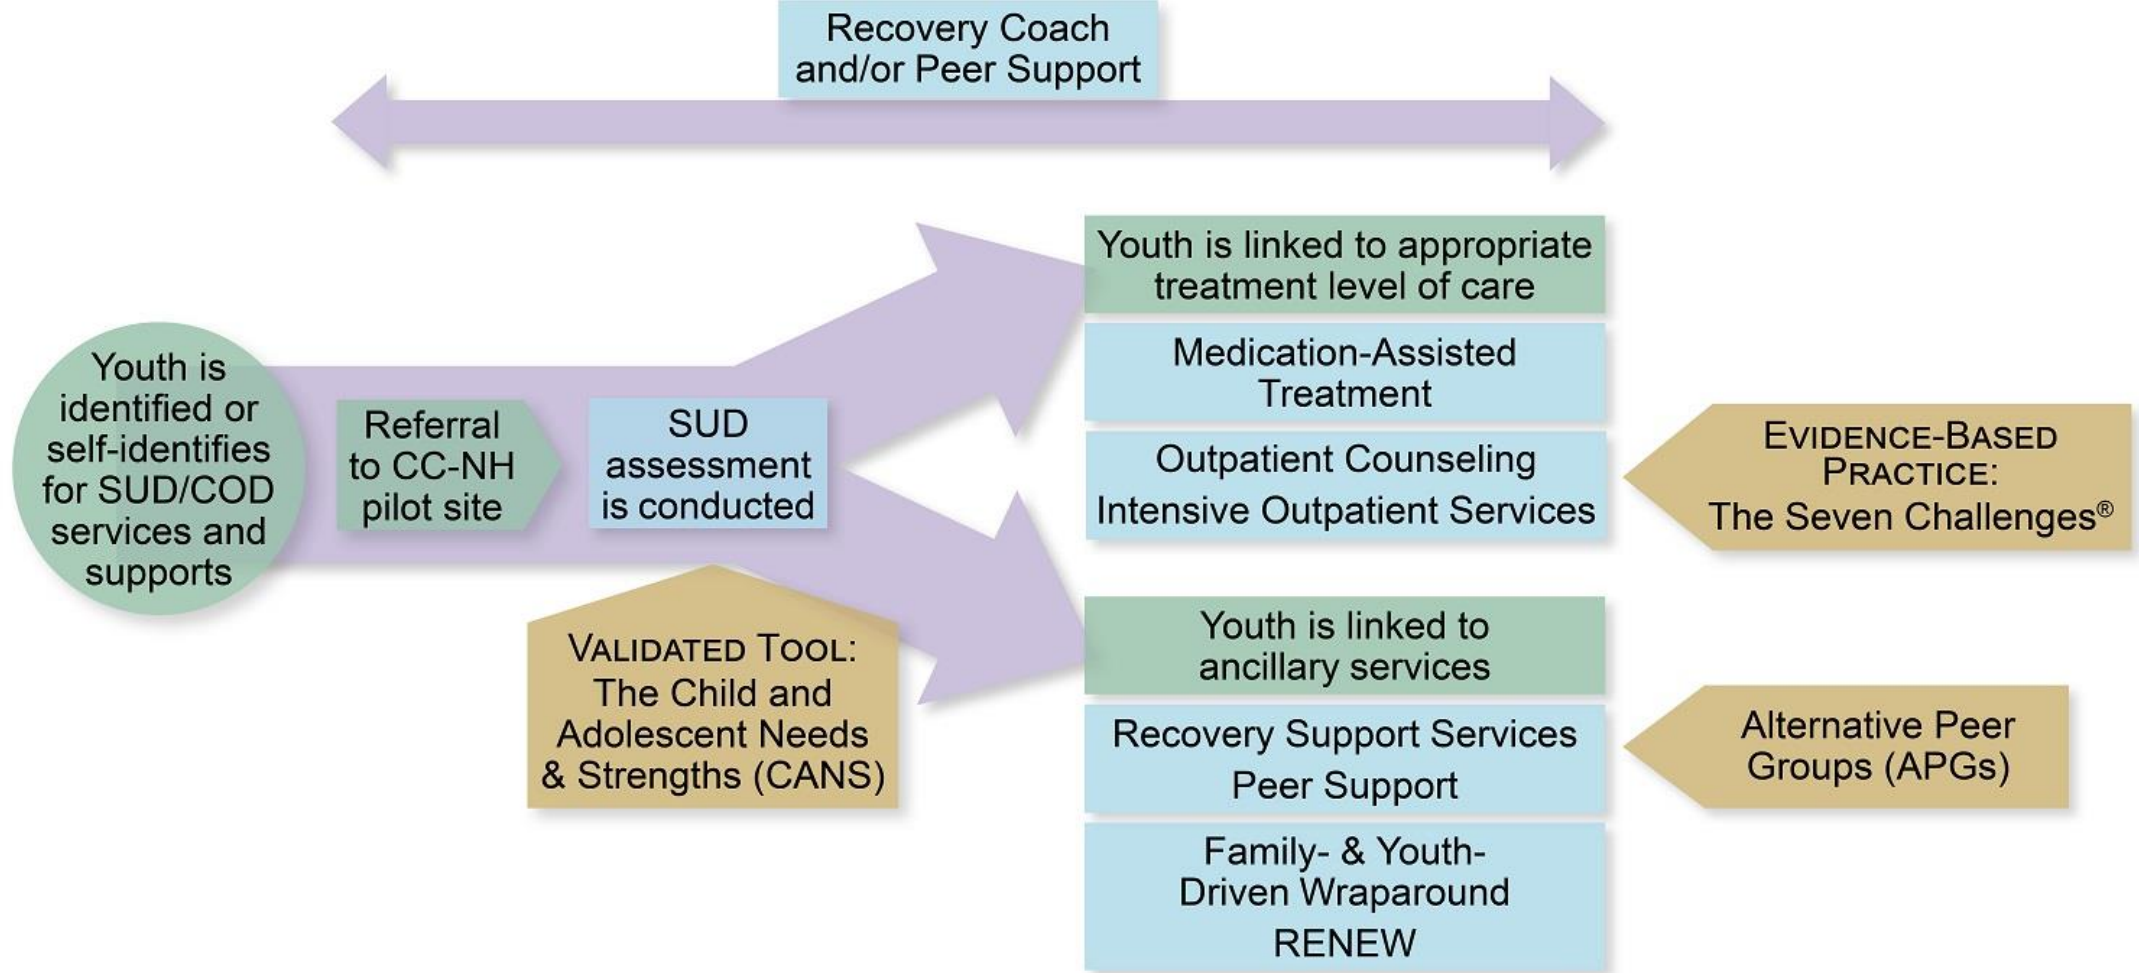 Recovery Coach
and/or Peer Support
Youth is
identified or
self-identifies
for SUD/COD
services and
supports
Referral
to CC-NH
pilot site
SUD
assessment
is conducted
VALIDATED TOOL:
The Child and
Adolescent Needs
& Strengths (CANS)
Youth is linked to appropriate
treatment level of care
Medication-Assisted
Treatment
Outpatient Counseling
Intensive Outpatient Services
EVIDENCE-BASED
PRACTICE:
The Seven Challenges®
Youth is linked to
ancillary services
Recovery Support Services
Peer Support
Alternative Peer
Groups (APGs)
Family- & Youth-
Driven Wraparound
RENEW